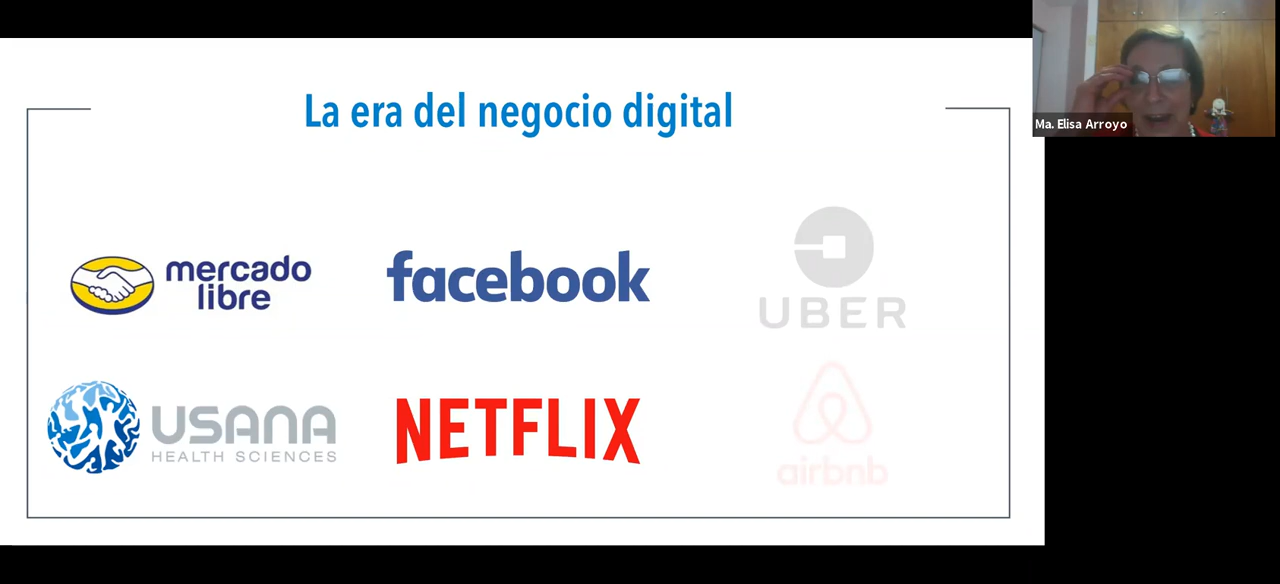 La era del negocio digital
Ma. Elisa Arroyo
mercado
libre
facebook
UBER
USANA
HEALTH SCIENCES
NETFLIX
airbnb